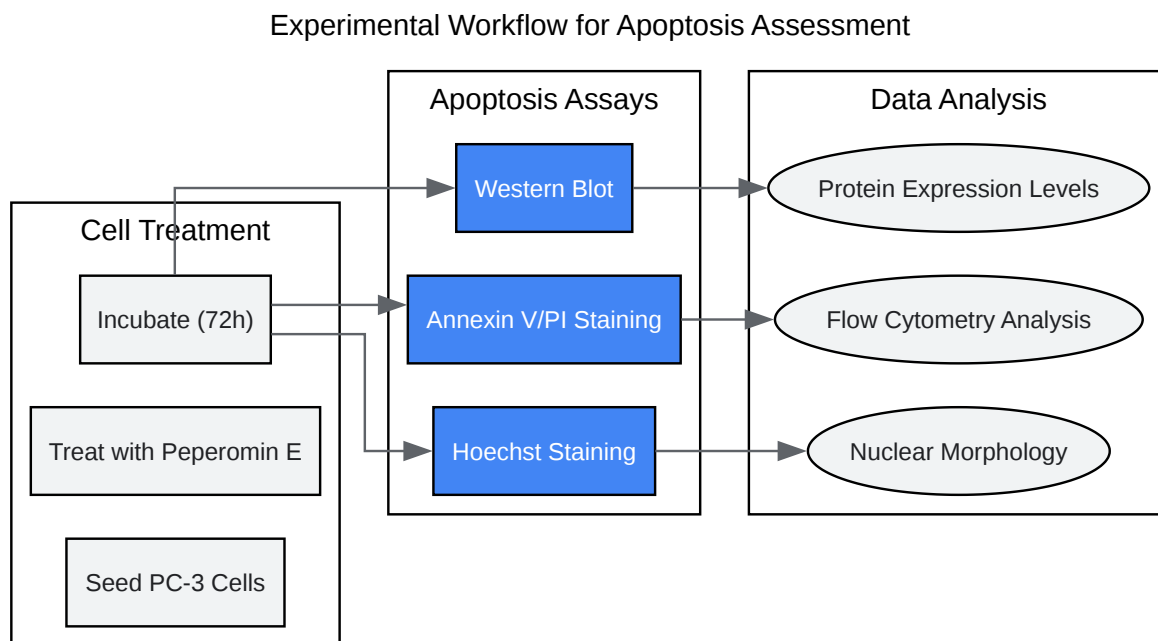 Experimental Workflow for Apoptosis Assessment
Cell Treatment
Incubate (72h)
Treat with Peperomin E
Seed PC-3 Cells
Apoptosis Assays
Western Blot
Annexin V/PI Staining
Hoechst Staining
Data Analysis
Protein Expression Levels
Flow Cytometry Analysis
Nuclear Morphology